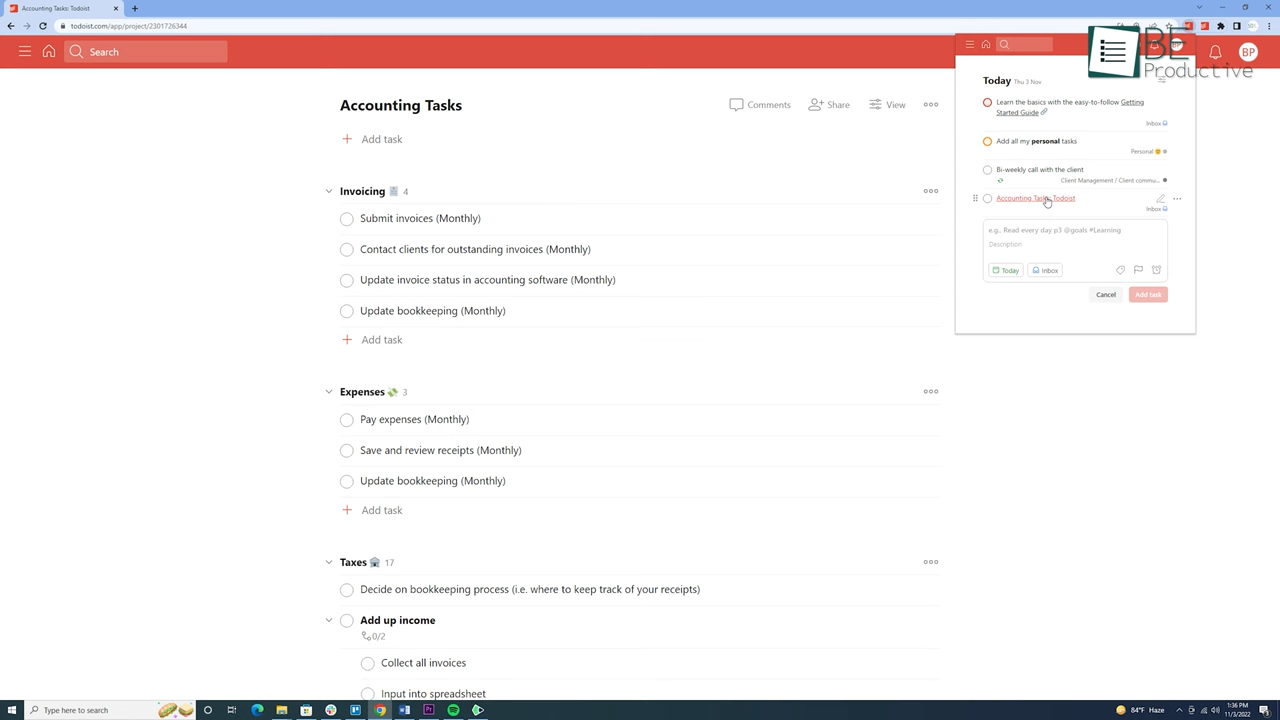 Accounting Tasks: Todoist
todoist.com/app/project/2301726344
Search
BP
BE
Productive
Accounting Tasks
Comments
Share
View
Add task
Invoicing 4
Submit invoices (Monthly)
Contact clients for outstanding invoices (Monthly)
Update invoice status in accounting software (Monthly)
Update bookkeeping (Monthly)
Add task
Expenses 3
Pay expenses (Monthly)
Save and review receipts (Monthly)
Update bookkeeping (Monthly)
Add task
Taxes 17
Decide on bookkeeping process (i.e. where to keep track of your receipts)
Add up income
0/2
Collect all invoices
Input into spreadsheet
Today Thu 3 Nov
Learn the basics with the easy-to-follow Getting
Started Guide
Inbox
Add all my personal tasks
Personal
Bi-weekly call with the client
Client Management / Client commu...
Accounting Tasks: Todoist
Inbox
e.g., Read every day p3 @goals #Learning
Description
Today
Inbox
Cancel
Add task
Type here to search
84°F Haze
1:36 PM
11/3/2022